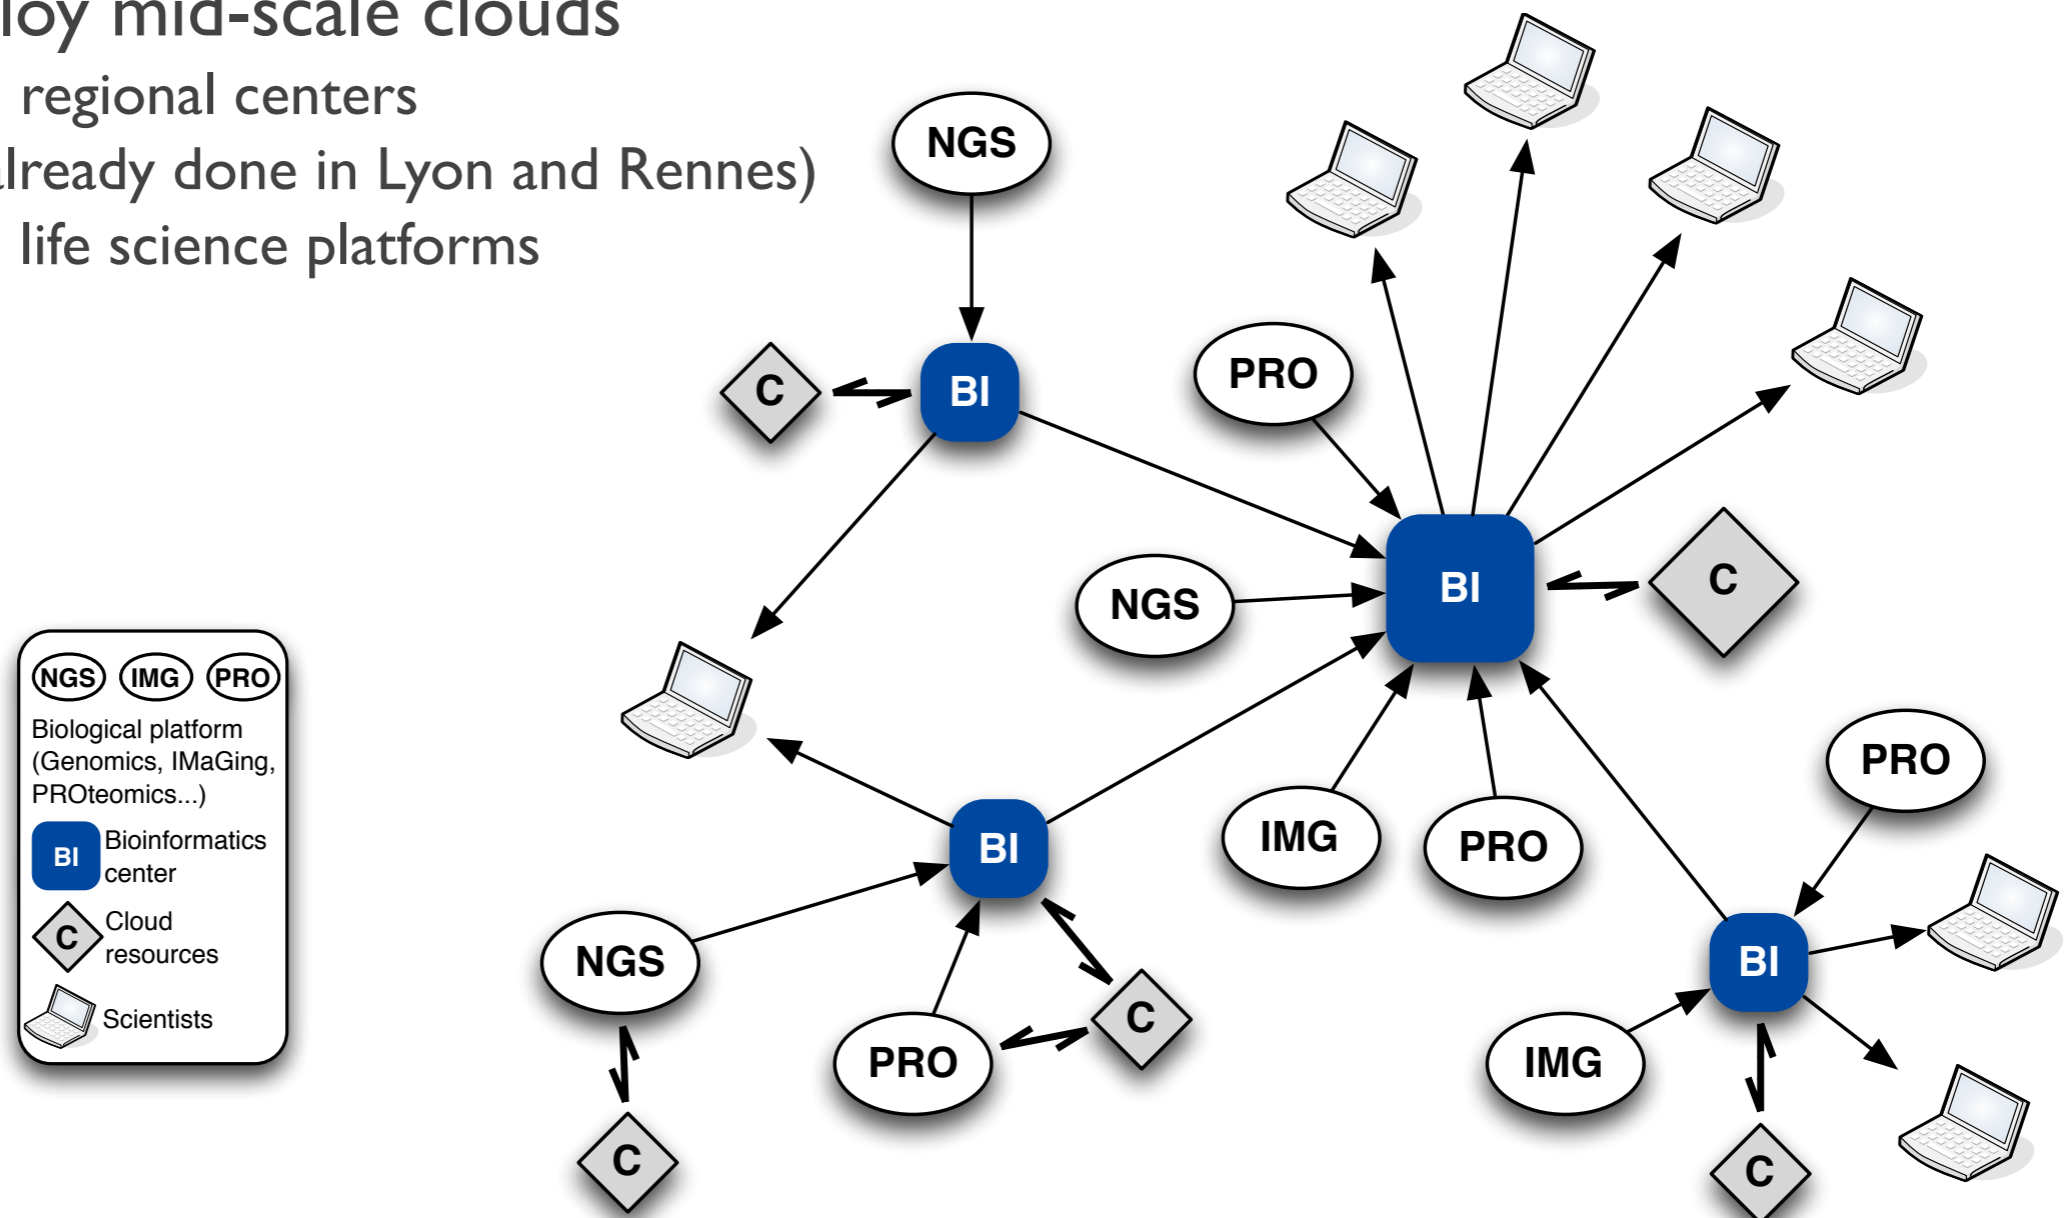 loy mid-scale clouds
regional centers
already done in Lyon and Rennes)
life science platforms
NGS
PRO
C
BI
NGS
BI
C
PRO
IMG
PRO
BI
NGS
C
BI
PRO
IMG
C
C
NGS IMG PRO
Biological platform
(Genomics, IMaGing,
PROteomics...)
BI
Bioinformatics
center
C
Cloud
resources
Scientists